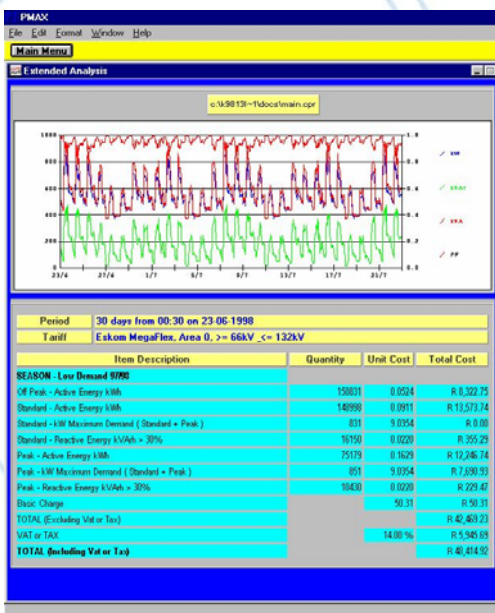 PMAX
File Edit Format Window Help
Main Menu
Extended Analysis
c:\k9813l~1\docs\main.cpr
1000 1.0
800 0.8
600 0.6
400 0.4
200 0.2
0 0.0
23/6 27/6 1/7 5/7 9/7 13/7 17/7 21/7
kW
kVAr
kVA
PF
Period 30 days from 00:30 on 23-06-1998
Tariff Eskom MegaFlex, Area 0, >= 66kV _<= 132kV
Item Description Quantity Unit Cost Total Cost
SEASON - Low Demand 97/98
Off Peak - Active Energy kWh 158831 0.0524 R 8,322.75
Standard - Active Energy kWh 148998 0.0911 R 13,573.74
Standard - kW Maximum Demand ( Standard + Peak ) 831 9.0354 R 0.00
Standard - Reactive Energy kVArh > 30% 16150 0.0220 R 355.29
Peak - Active Energy kWh 75179 0.1629 R 12,246.74
Peak - kW Maximum Demand ( Standard + Peak ) 851 9.0354 R 7,690.93
Peak - Reactive Energy kVArh > 30% 10430 0.0220 R 229.47
Basic Charge 50.31 R 50.31
TOTAL (Excluding Vat or Tax) R 42,469.23
VAT or TAX 14.00 % R 5,945.69
TOTAL (Including Vat or Tax) R 48,414.92